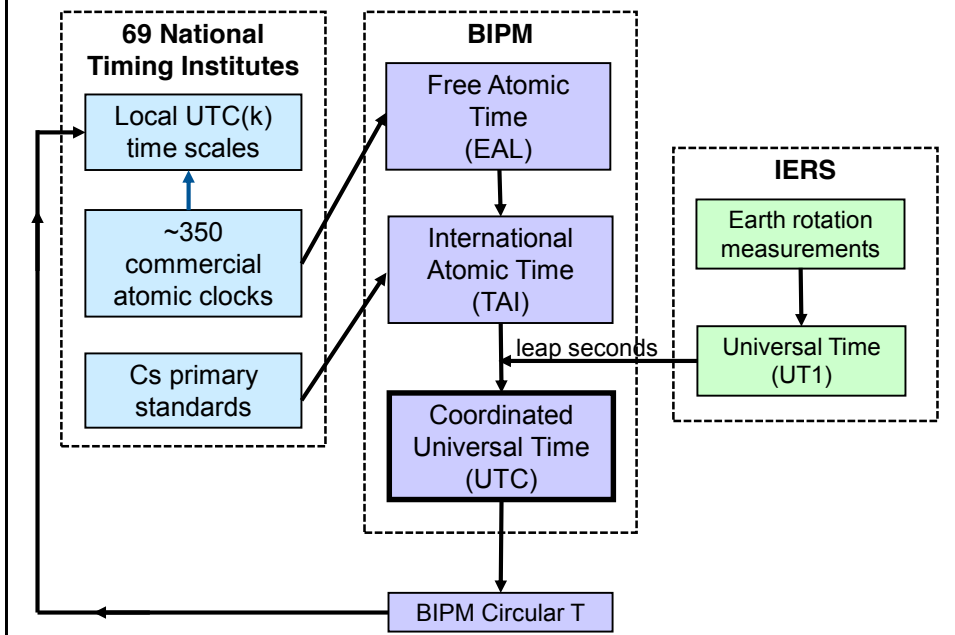 69 National
Timing Institutes
Local UTC(k)
time scales
~350
commercial
atomic clocks
Cs primary
standards
BIPM
Free Atomic
Time
(EAL)
International
Atomic Time
(TAI)
leap seconds
Coordinated
Universal Time
(UTC)
BIPM Circular T
IERS
Earth rotation
measurements
Universal Time
(UT1)